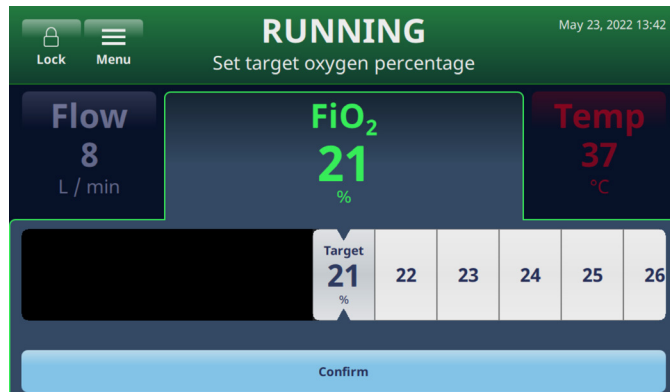 RUNNING
May 23, 2022 13:42
Lock Menu
Set target oxygen percentage
Flow
8
L / min
FiO₂
21
%
Temp
37
°C
Target
21
%
22 23 24 25 26
Confirm